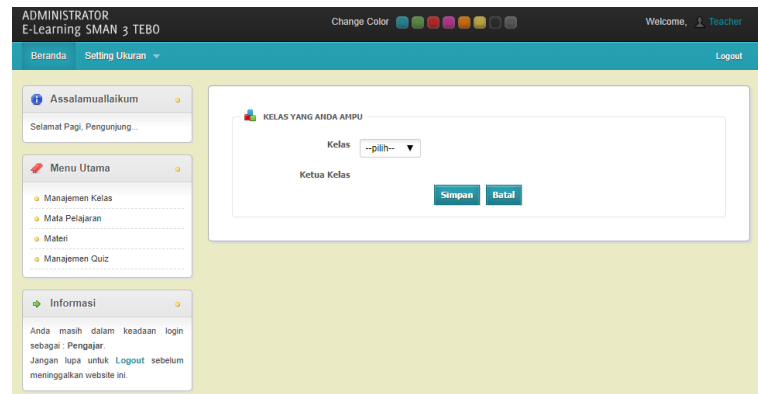 ADMINISTRATOR
E-Learning SMAN 3 TEBO
Change Color
Welcome, Teacher
Beranda Setting Ukuran
Logout
Assalamuallaikum
Selamat Pagi, Pengunjung...
Menu Utama
Manajemen Kelas
Mata Pelajaran
Materi
Manajemen Quiz
Informasi
Anda masih dalam keadaan login
sebagai : Pengajar.
Jangan lupa untuk Logout sebelum
meninggalkan website ini.
KELAS YANG ANDA AMPU
Kelas --pilih--
Ketua Kelas
Simpan Batal